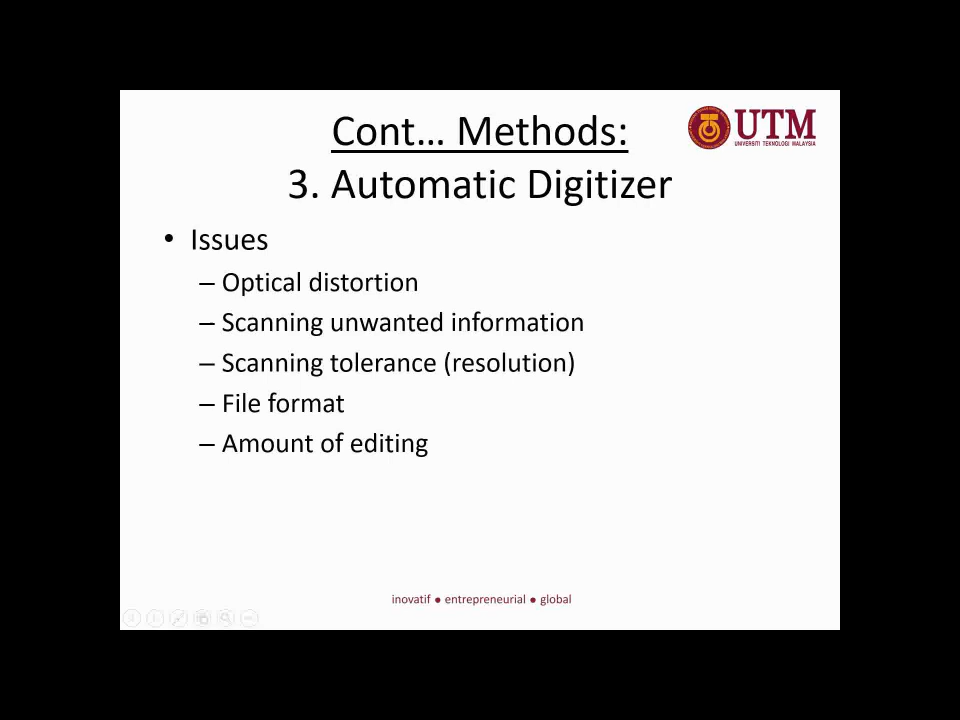 Cont… Methods:
3. Automatic Digitizer
UTM
UNIVERSITI TEKNOLOGI MALAYSIA
• Issues
– Optical distortion
– Scanning unwanted information
– Scanning tolerance (resolution)
– File format
– Amount of editing
inovatif ● entrepreneurial ● global